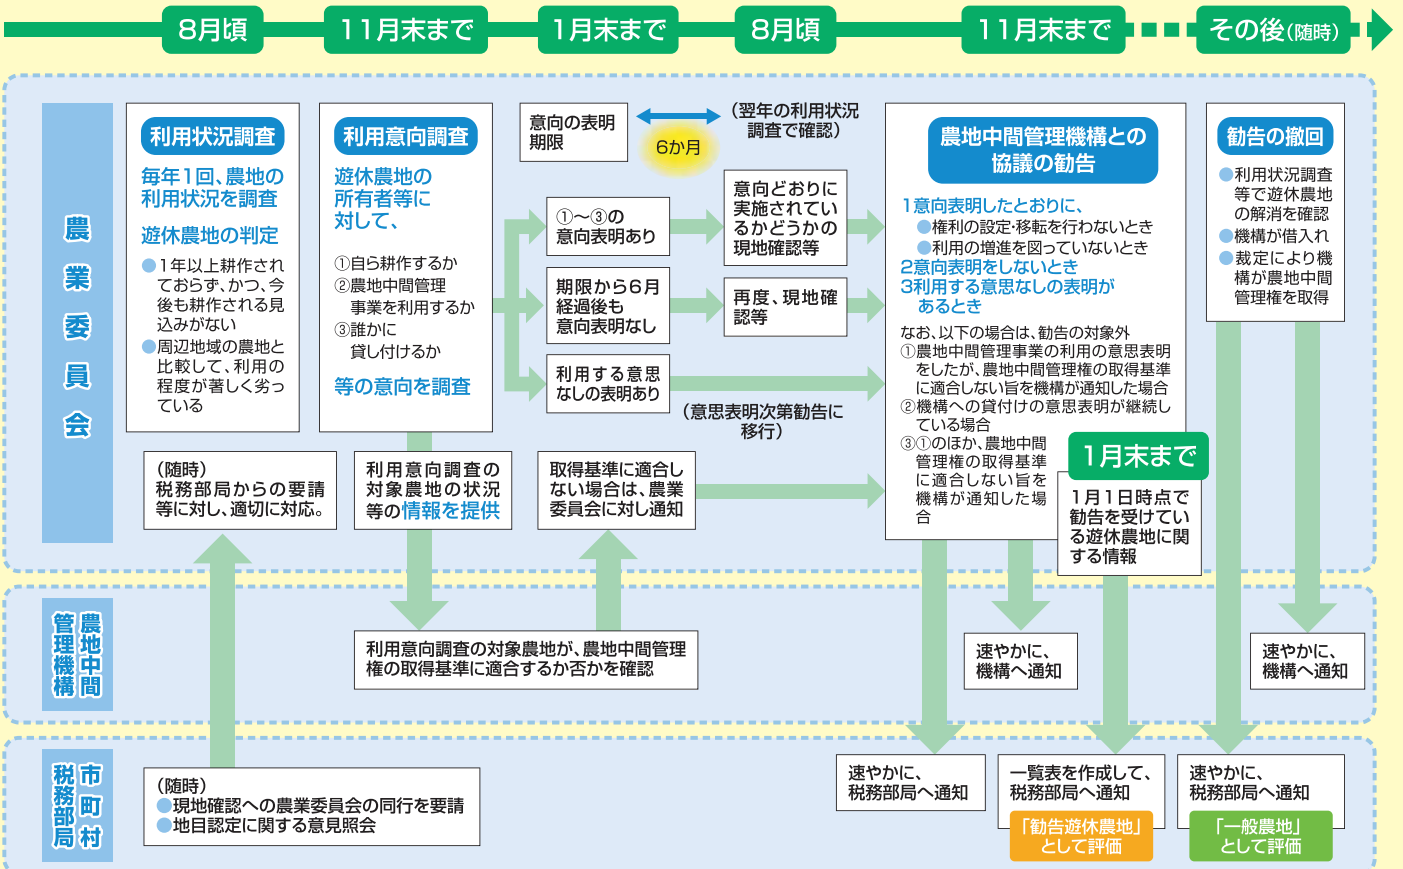 8月頃
11月末まで
1月末まで
8月頃
11月末まで
その後(随時)
農業委員会
利用状況調査
毎年1回、農地の
利用状況を調査
遊休農地の判定
●1年以上耕作され
ておらず、かつ、今
後も耕作される見
込みがない
●周辺地域の農地と
比較して、利用の
程度が著しく劣っ
ている
利用意向調査
遊休農地の
所有者等に
対して、
①自ら耕作するか
②農地中間管理
事業を利用するか
③誰かに
貸し付けるか
等の意向を調査
意向の表明
期限
6か月
(翌年の利用状況
調査で確認)
①〜③の
意向表明あり
期限から6月
経過後も
意向表明なし
利用する意思
なしの表明あり
意向どおりに
実施されてい
るかどうかの
現地確認等
再度、現地確
認等
(意思表明次第勧告に
移行)
農地中間管理機構との
協議の勧告
1意向表明したとおりに、
●権利の設定・移転を行わないとき
●利用の増進を図っていないとき
2意向表明をしないとき
3利用する意思なしの表明が
あるとき
なお、以下の場合は、勧告の対象外
①農地中間管理事業の利用の意思表明
をしたが、農地中間管理権の取得基準
に適合しない旨を機構が通知した場合
②機構への貸付けの意思表明が継続し
ている場合
③①のほか、農地中間
管理権の取得基準
に適合しない旨を
機構が通知した場
合
1月末まで
1月1日時点で
勧告を受けてい
る遊休農地に関
する情報
勧告の撤回
●利用状況調査
等で遊休農地
の解消を確認
●機構が借入れ
●裁定により機
構が農地中間
管理権を取得
(随時)
税務部局からの要請
等に対し、適切に対応。
利用意向調査の
対象農地の状況
等の情報を提供
取得基準に適合し
ない場合は、農業
委員会に対し通知
農地中間
管理機構
利用意向調査の対象農地が、農地中間管理
権の取得基準に適合するか否かを確認
速やかに、
機構へ通知
速やかに、
機構へ通知
市町村
税務部局
(随時)
●現地確認への農業委員会の同行を要請
●地目認定に関する意見照会
速やかに、
税務部局へ通知
一覧表を作成して、
税務部局へ通知
「勧告遊休農地」
として評価
速やかに、
税務部局へ通知
「一般農地」
として評価